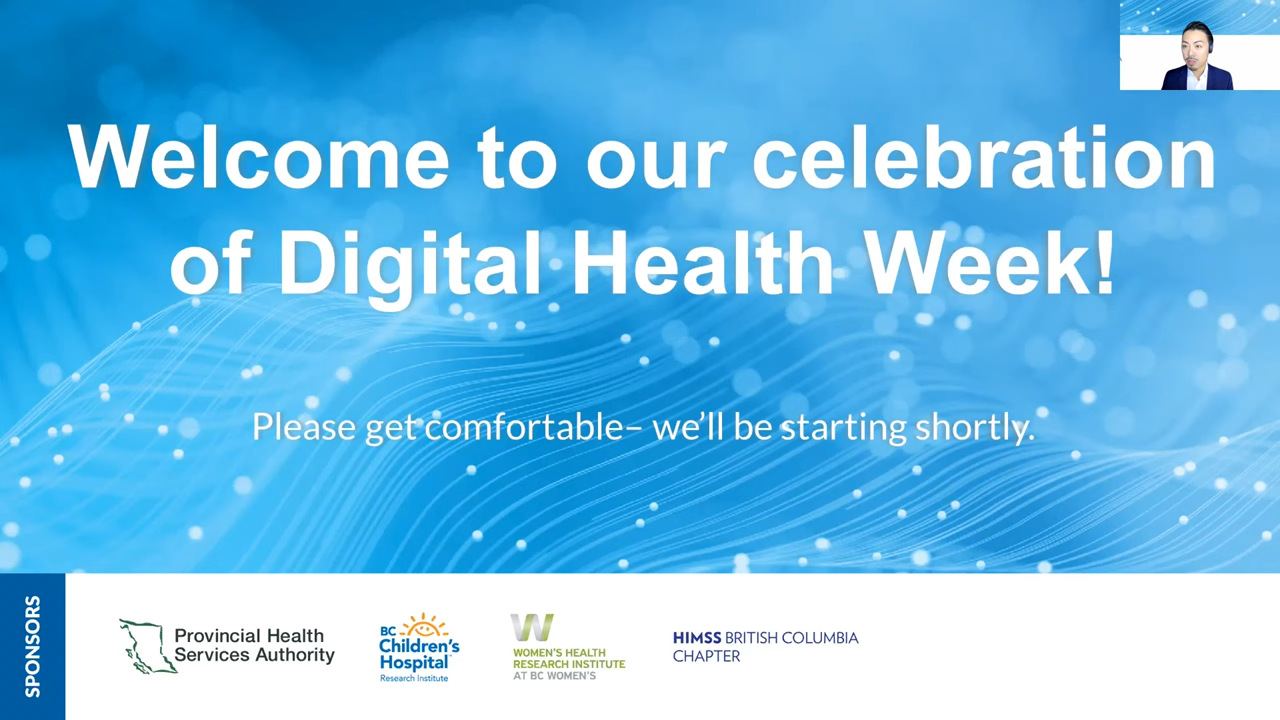 Welcome to our celebration
of Digital Health Week!
Please get comfortable– we'll be starting shortly.
SPONSORS
Provincial Health
Services Authority
BC
Children's
Hospital
Research Institute
W
WOMEN'S HEALTH
RESEARCH INSTITUTE
AT BC WOMEN'S
HIMSS BRITISH COLUMBIA
CHAPTER